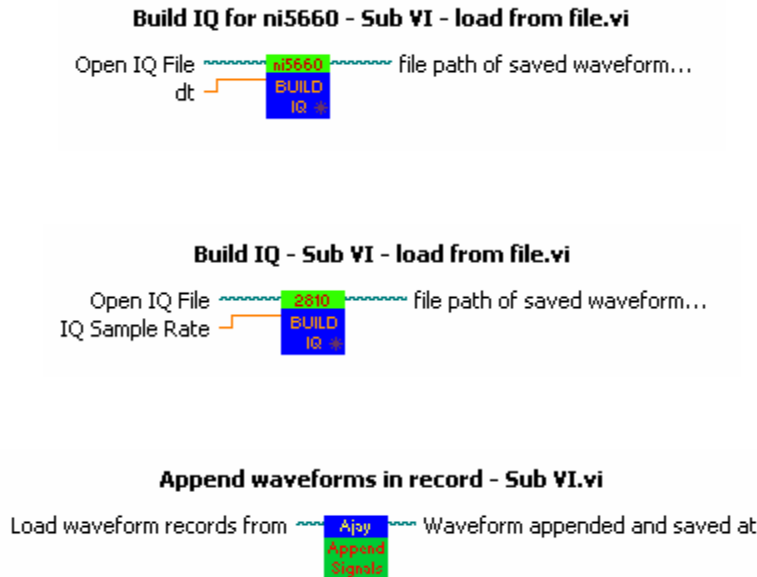 Build IQ for ni5660 - Sub VI - load from file.vi
Open IQ File ni5660 file path of saved waveform...
dt BUILD
IQ
Build IQ - Sub VI - load from file.vi
Open IQ File 2810 file path of saved waveform...
IQ Sample Rate BUILD
IQ
Append waveforms in record - Sub VI.vi
Load waveform records from Ajay Waveform appended and saved at
Append
Signals